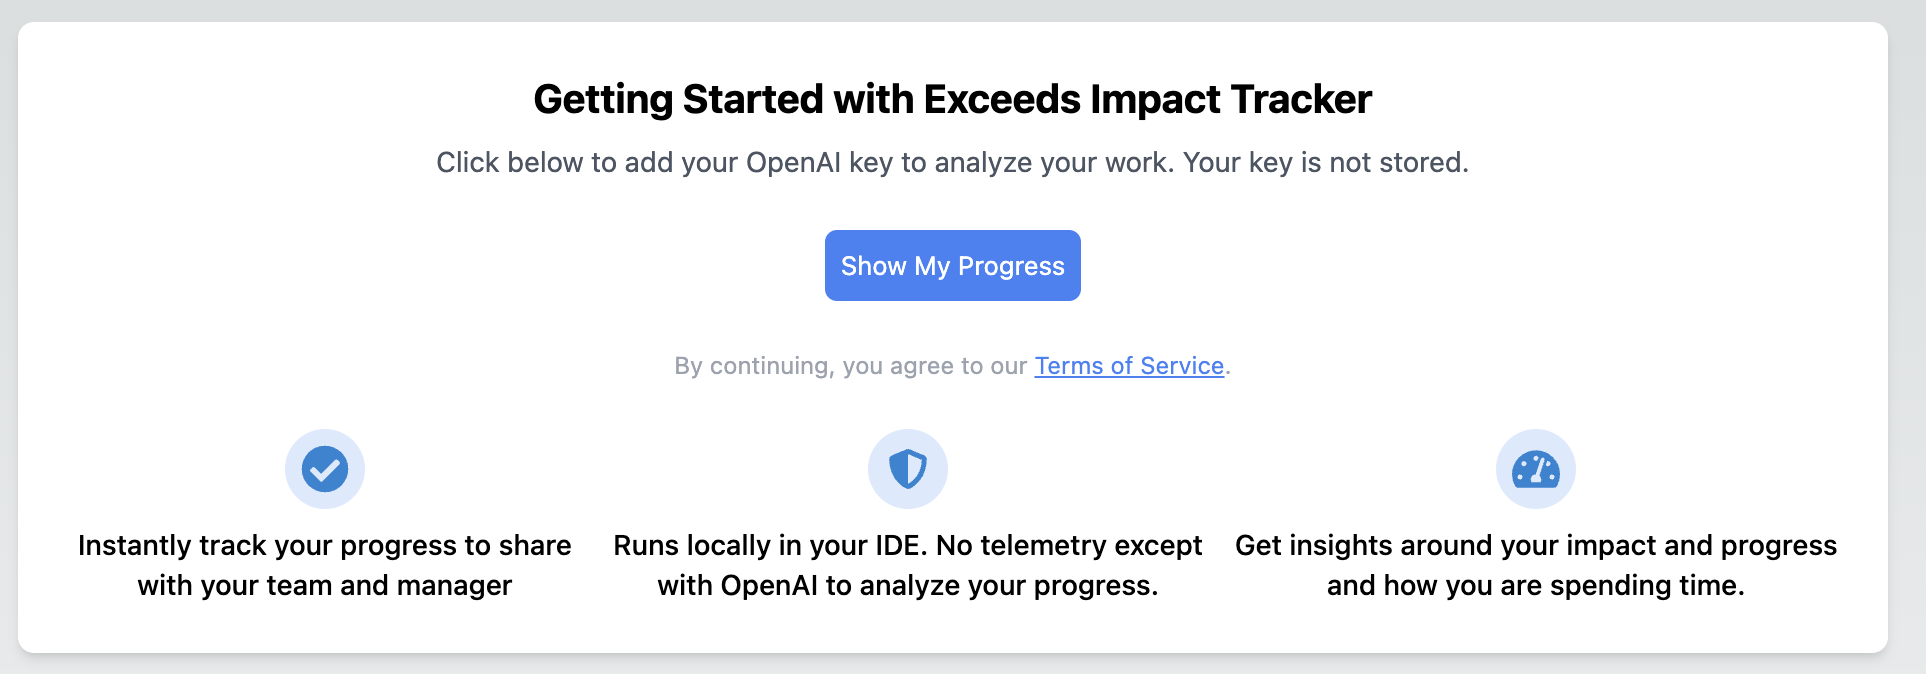 Getting Started with Exceeds Impact Tracker
Click below to add your OpenAI key to analyze your work. Your key is not stored.
Show My Progress
By continuing, you agree to our Terms of Service.
Instantly track your progress to share
with your team and manager
Runs locally in your IDE. No telemetry except
with OpenAI to analyze your progress.
Get insights around your impact and progress
and how you are spending time.